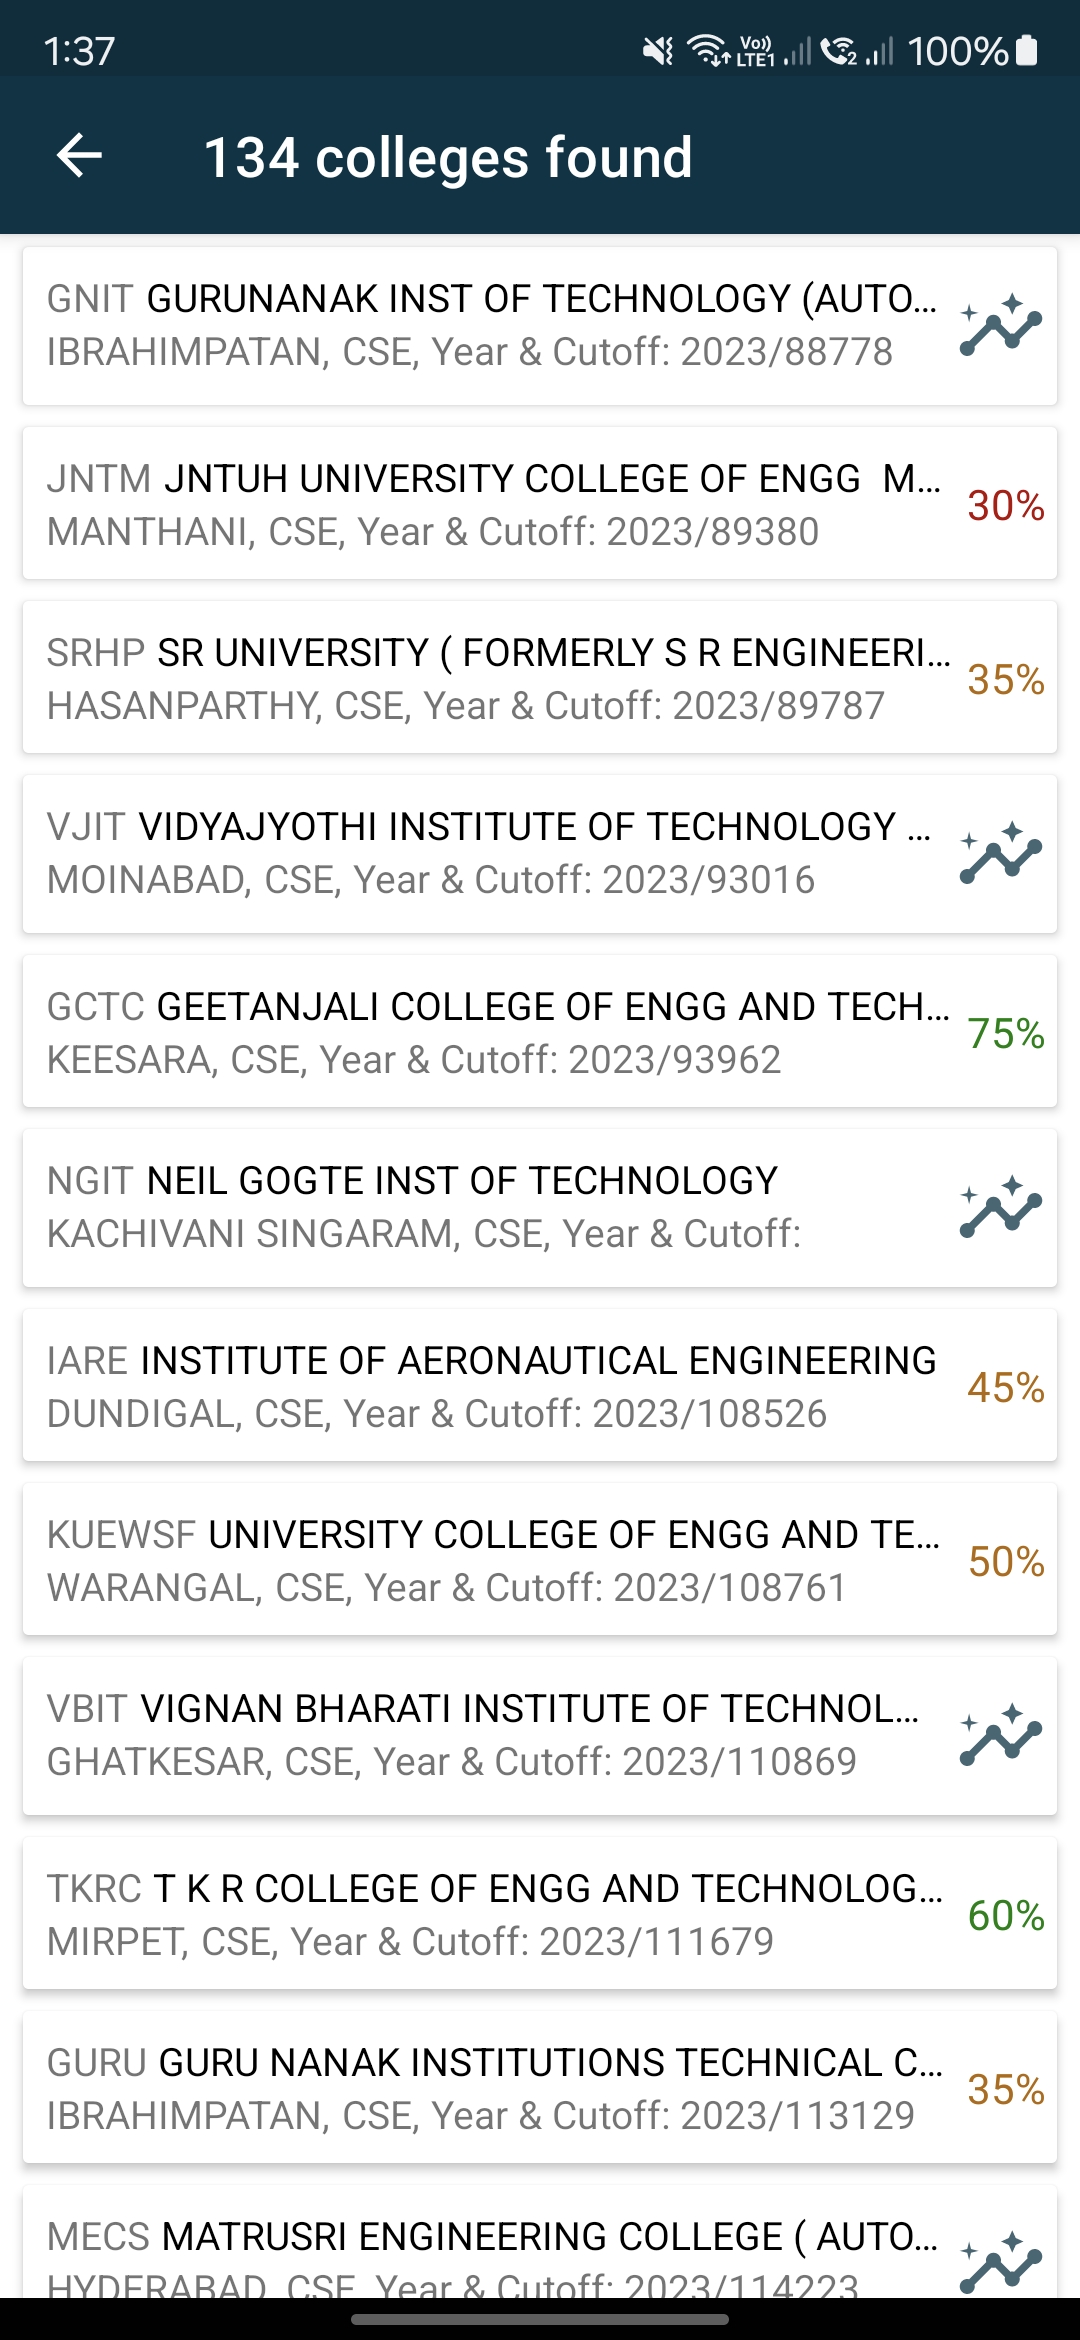 1:37
Vo))
LTE1
2
100%
134 colleges found
GNIT GURUNANAK INST OF TECHNOLOGY (AUTO...
IBRAHIMPATAN, CSE, Year & Cutoff: 2023/88778
JNTM JNTUH UNIVERSITY COLLEGE OF ENGG  M...
MANTHANI, CSE, Year & Cutoff: 2023/89380
30%
SRHP SR UNIVERSITY ( FORMERLY S R ENGINEERI...
HASANPARTHY, CSE, Year & Cutoff: 2023/89787
35%
VJIT VIDYAJYOTHI INSTITUTE OF TECHNOLOGY ...
MOINABAD, CSE, Year & Cutoff: 2023/93016
GCTC GEETANJALI COLLEGE OF ENGG AND TECH...
KEESARA, CSE, Year & Cutoff: 2023/93962
75%
NGIT NEIL GOGTE INST OF TECHNOLOGY
KACHIVANI SINGARAM, CSE, Year & Cutoff:
IARE INSTITUTE OF AERONAUTICAL ENGINEERING
DUNDIGAL, CSE, Year & Cutoff: 2023/108526
45%
KUEWSF UNIVERSITY COLLEGE OF ENGG AND TE...
WARANGAL, CSE, Year & Cutoff: 2023/108761
50%
VBIT VIGNAN BHARATI INSTITUTE OF TECHNOL...
GHATKESAR, CSE, Year & Cutoff: 2023/110869
TKRC T K R COLLEGE OF ENGG AND TECHNOLOG...
MIRPET, CSE, Year & Cutoff: 2023/111679
60%
GURU GURU NANAK INSTITUTIONS TECHNICAL C...
IBRAHIMPATAN, CSE, Year & Cutoff: 2023/113129
35%
MECS MATRUSRI ENGINEERING COLLEGE ( AUTO...
HYDERABAD, CSE, Year & Cutoff: 2023/114223